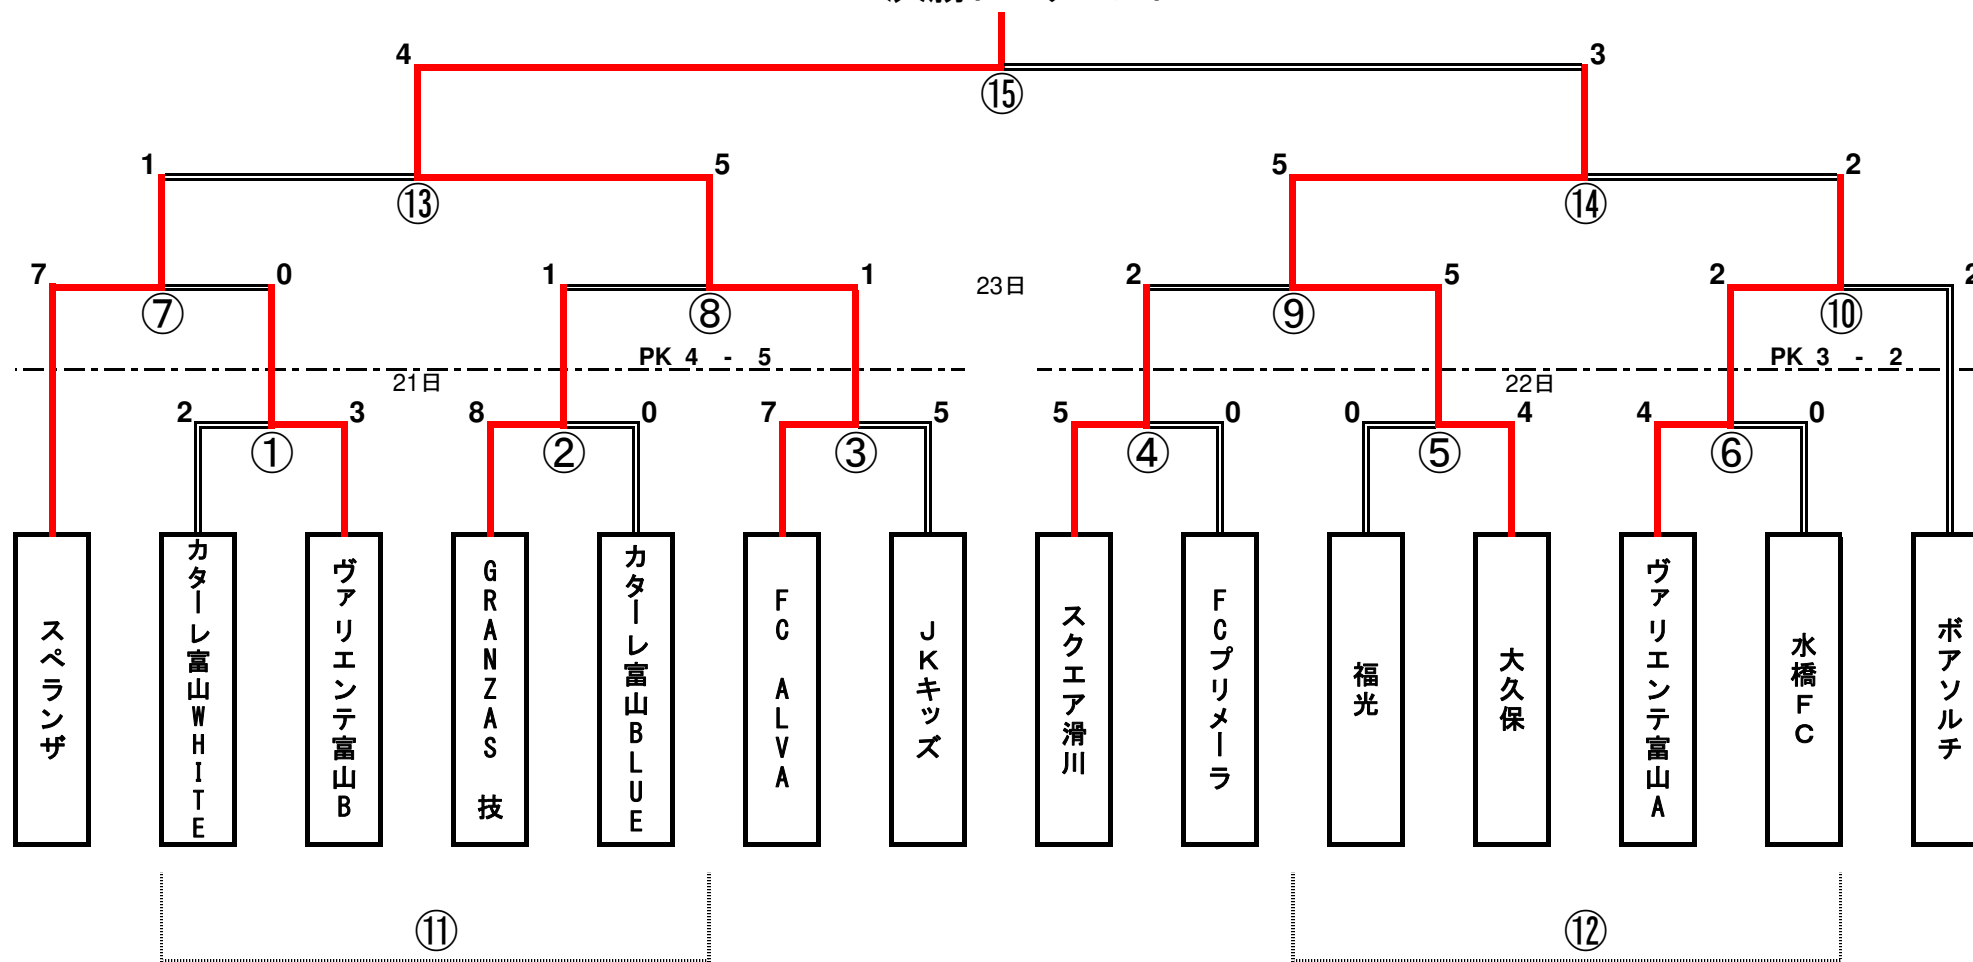 4 3
⑮
1 5 5 2
⑬ ⑭
7 0 1 1 23日 2 5 2 2
⑦ ⑧ ⑨ ⑩
PK 4 - 5 PK 3 - 2
21日 22日
2 3 8 0 7 5 5 0 0 4 4 0
① ② ③ ④ ⑤ ⑥
スペランザ
カターレ富山WHITE
ヴァリエンテ富山B
GRANZAS 技
カターレ富山BLUE
FC ALVA
JKキッズ
スクエア滑川
FCプリメーラ
福光
大久保
ヴァリエンテ富山A
水橋FC
ボアソルチ
⑪ ⑫